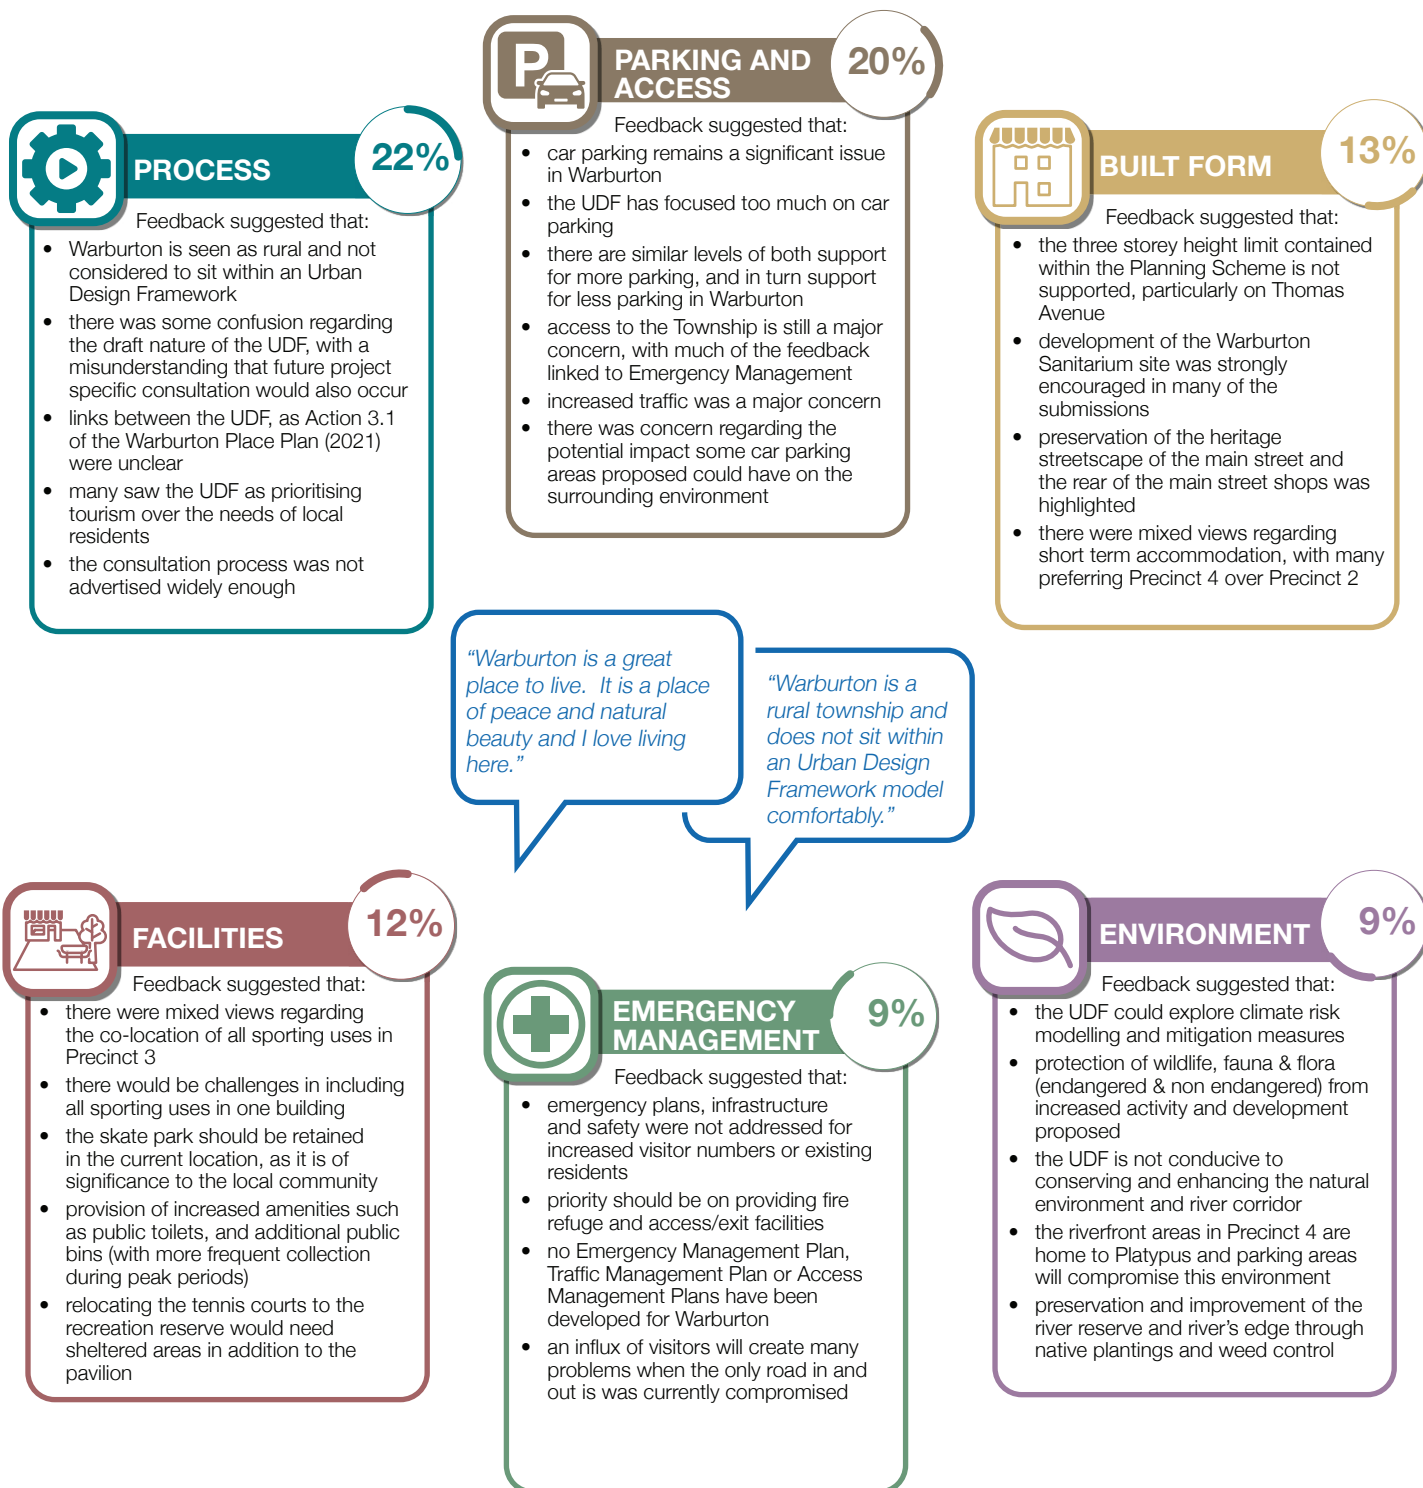 PROCESS
22%
Feedback suggested that:
• Warburton is seen as rural and not
considered to sit within an Urban
Design Framework
• there was some confusion regarding
the draft nature of the UDF, with a
misunderstanding that future project
specific consultation would also occur
• links between the UDF, as Action 3.1
of the Warburton Place Plan (2021)
were unclear
• many saw the UDF as prioritising
tourism over the needs of local
residents
• the consultation process was not
advertised widely enough
P
PARKING AND
ACCESS
20%
Feedback suggested that:
• car parking remains a significant issue
in Warburton
• the UDF has focused too much on car
parking
• there are similar levels of both support
for more parking, and in turn support
for less parking in Warburton
• access to the Township is still a major
concern, with much of the feedback
linked to Emergency Management
• increased traffic was a major concern
• there was concern regarding the
potential impact some car parking
areas proposed could have on the
surrounding environment
BUILT FORM
13%
Feedback suggested that:
• the three storey height limit contained
within the Planning Scheme is not
supported, particularly on Thomas
Avenue
• development of the Warburton
Sanitarium site was strongly
encouraged in many of the
submissions
• preservation of the heritage
streetscape of the main street and
the rear of the main street shops was
highlighted
• there were mixed views regarding
short term accommodation, with many
preferring Precinct 4 over Precinct 2
“Warburton is a great
place to live.  It is a place
of peace and natural
beauty and I love living
here.”
“Warburton is a
rural township and
does not sit within
an Urban Design
Framework model
comfortably.”
FACILITIES
12%
Feedback suggested that:
• there were mixed views regarding
the co-location of all sporting uses in
Precinct 3
• there would be challenges in including
all sporting uses in one building
• the skate park should be retained
in the current location, as it is of
significance to the local community
• provision of increased amenities such
as public toilets, and additional public
bins (with more frequent collection
during peak periods)
• relocating the tennis courts to the
recreation reserve would need
sheltered areas in addition to the
pavilion
EMERGENCY
MANAGEMENT
9%
Feedback suggested that:
• emergency plans, infrastructure
and safety were not addressed for
increased visitor numbers or existing
residents
• priority should be on providing fire
refuge and access/exit facilities
• no Emergency Management Plan,
Traffic Management Plan or Access
Management Plans have been
developed for Warburton
• an influx of visitors will create many
problems when the only road in and
out is was currently compromised
ENVIRONMENT
9%
Feedback suggested that:
• the UDF could explore climate risk
modelling and mitigation measures
• protection of wildlife, fauna & flora
(endangered & non endangered) from
increased activity and development
proposed
• the UDF is not conducive to
conserving and enhancing the natural
environment and river corridor
• the riverfront areas in Precinct 4 are
home to Platypus and parking areas
will compromise this environment
• preservation and improvement of the
river reserve and river’s edge through
native plantings and weed control